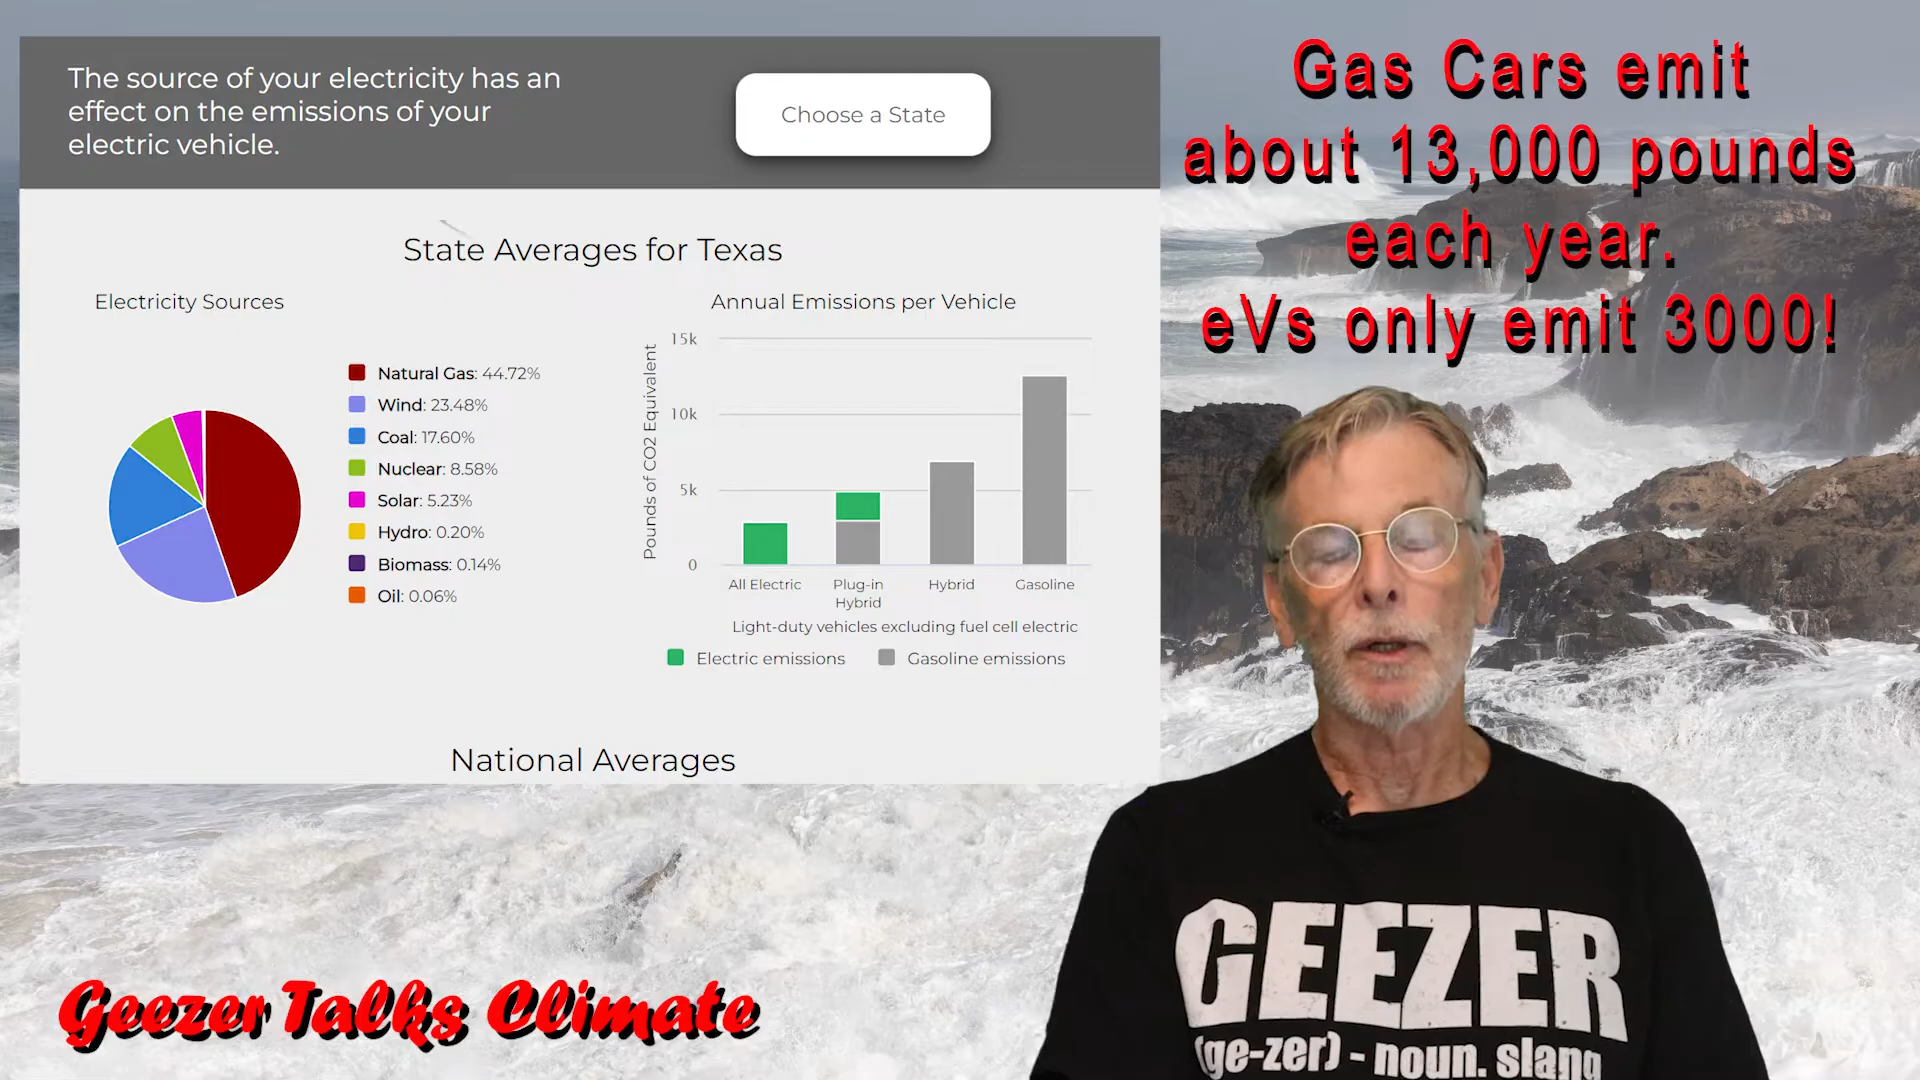 The source of your electricity has an
effect on the emissions of your
electric vehicle.
Choose a State
State Averages for Texas
Electricity Sources
Natural Gas: 44.72%
Wind: 23.48%
Coal: 17.60%
Nuclear: 8.58%
Solar: 5.23%
Hydro: 0.20%
Biomass: 0.14%
Oil: 0.06%
Annual Emissions per Vehicle
Pounds of CO2 Equivalent
15k
10k
5k
0
All Electric
Plug-in
Hybrid
Hybrid
Gasoline
Light-duty vehicles excluding fuel cell electric
Electric emissions
Gasoline emissions
National Averages
Gas Cars emit
about 13,000 pounds
each year.
eVs only emit 3000!
GEEZER
(ge-zer) - noun. slang
Geezer Talks Climate